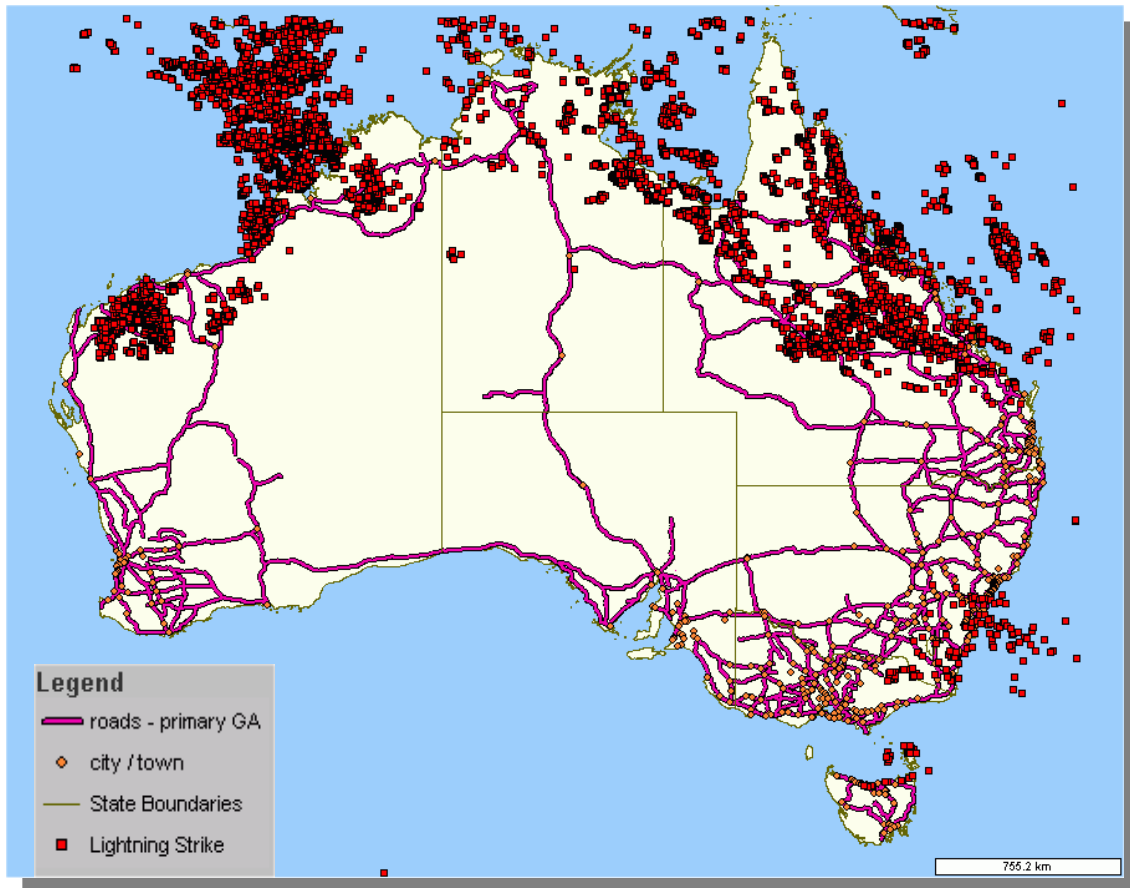 Legend
roads - primary GA
city / town
State Boundaries
Lightning Strike
755.2 km